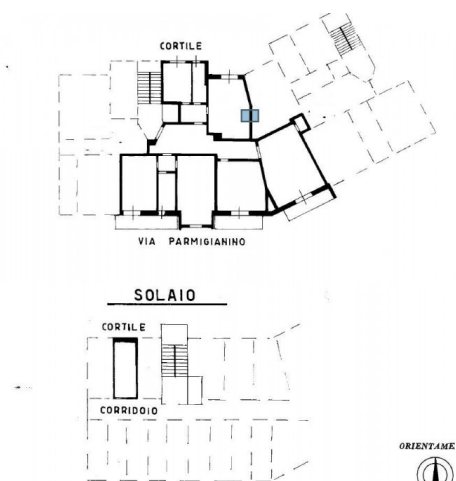 CORTILE
VIA PARMIGIANINO
SOLAIO
CORTILE
CORRIDOIO
ORIENTAME